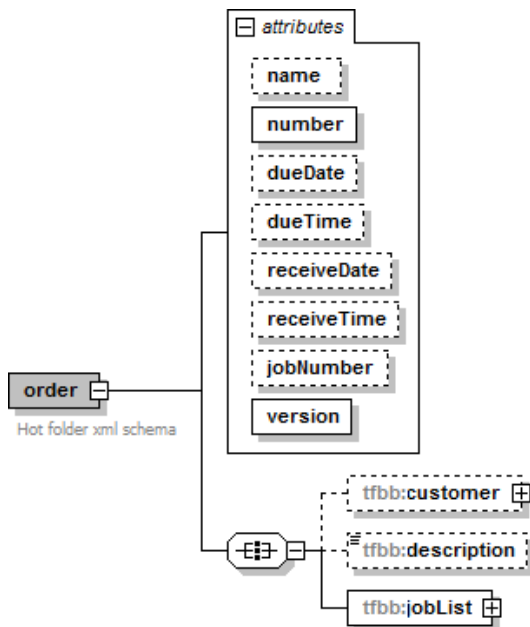 attributes
name
number
dueDate
dueTime
receiveDate
receiveTime
jobNumber
version
order
Hot folder xml schema
tfbb:customer
tfbb:description
tfbb:jobList